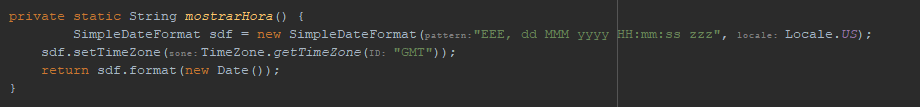 private static String mostrarHora() {
SimpleDateFormat sdf = new SimpleDateFormat( pattern: "EEE, dd MMM yyyy HH:mm:ss zzz", locale: Locale.US);
sdf.setTimeZone( zone: TimeZone.getTimeZone( ID: "GMT"));
return sdf.format(new Date());
}